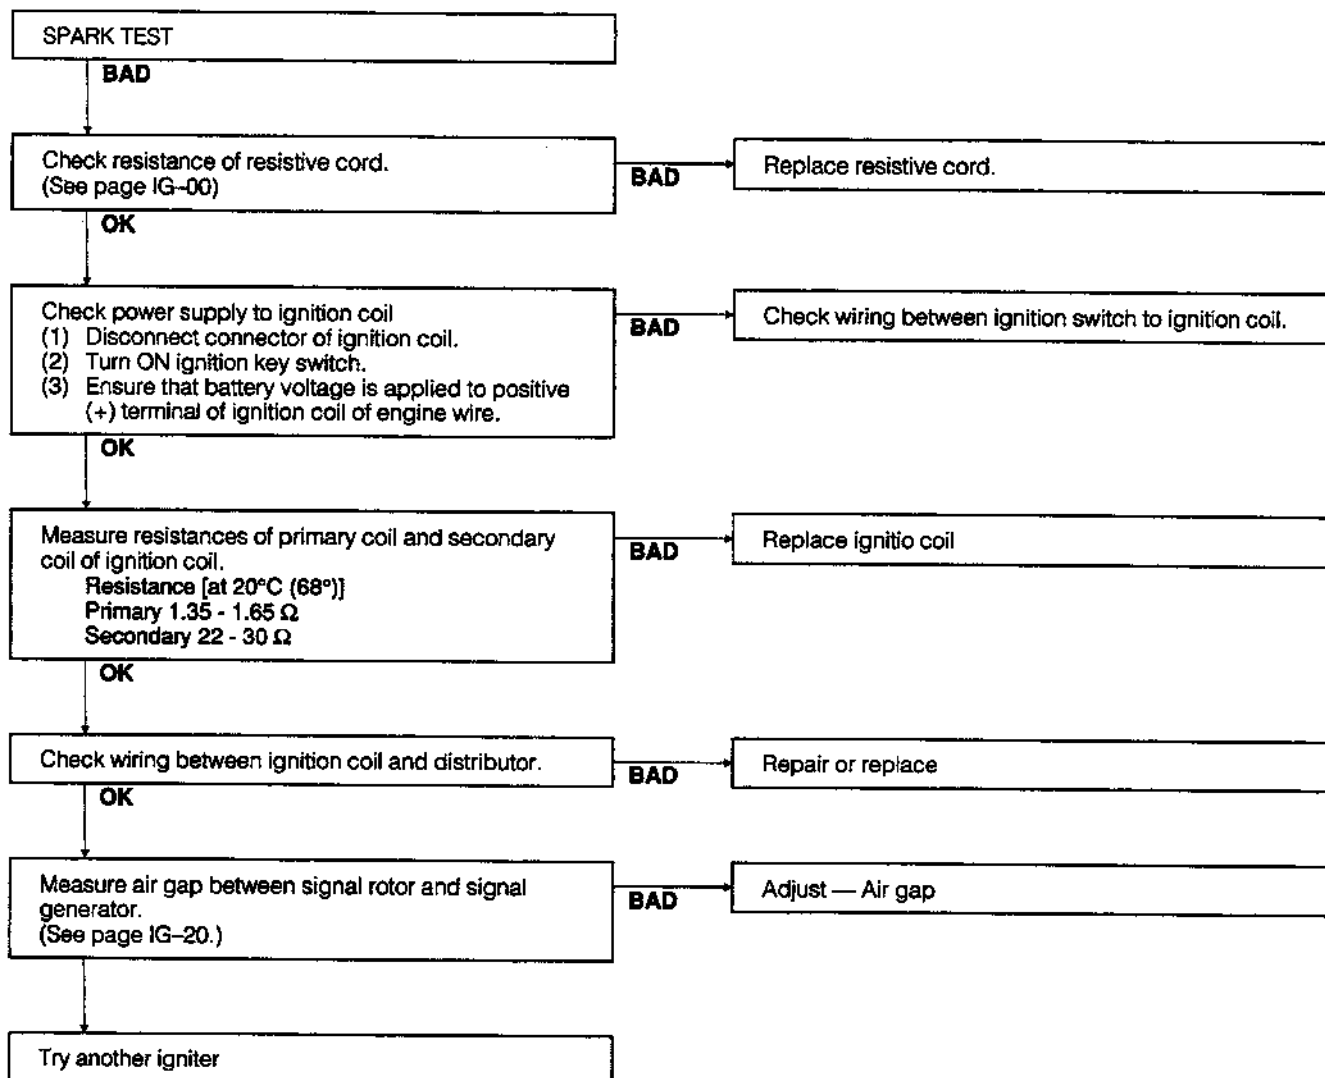 SPARK TEST
BAD
Check resistance of resistive cord.
(See page IG–00)
BAD
Replace resistive cord.
OK
Check power supply to ignition coil
(1) Disconnect connector of ignition coil.
(2) Turn ON ignition key switch.
(3) Ensure that battery voltage is applied to positive
(+) terminal of ignition coil of engine wire.
BAD
Check wiring between ignition switch to ignition coil.
OK
Measure resistances of primary coil and secondary
coil of ignition coil.
Resistance [at 20°C (68°)]
Primary 1.35 - 1.65 Ω
Secondary 22 - 30 Ω
BAD
Replace ignitio coil
OK
Check wiring between ignition coil and distributor.
BAD
Repair or replace
OK
Measure air gap between signal rotor and signal
generator.
(See page IG–20.)
BAD
Adjust — Air gap
Try another igniter